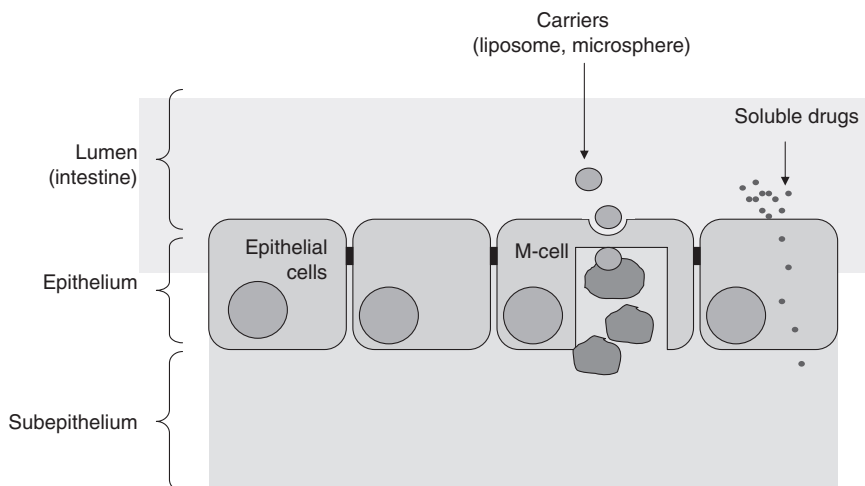 Carriers
(liposome, microsphere)
Soluble drugs
Lumen
(intestine)
Epithelial
cells
M-cell
Epithelium
Subepithelium